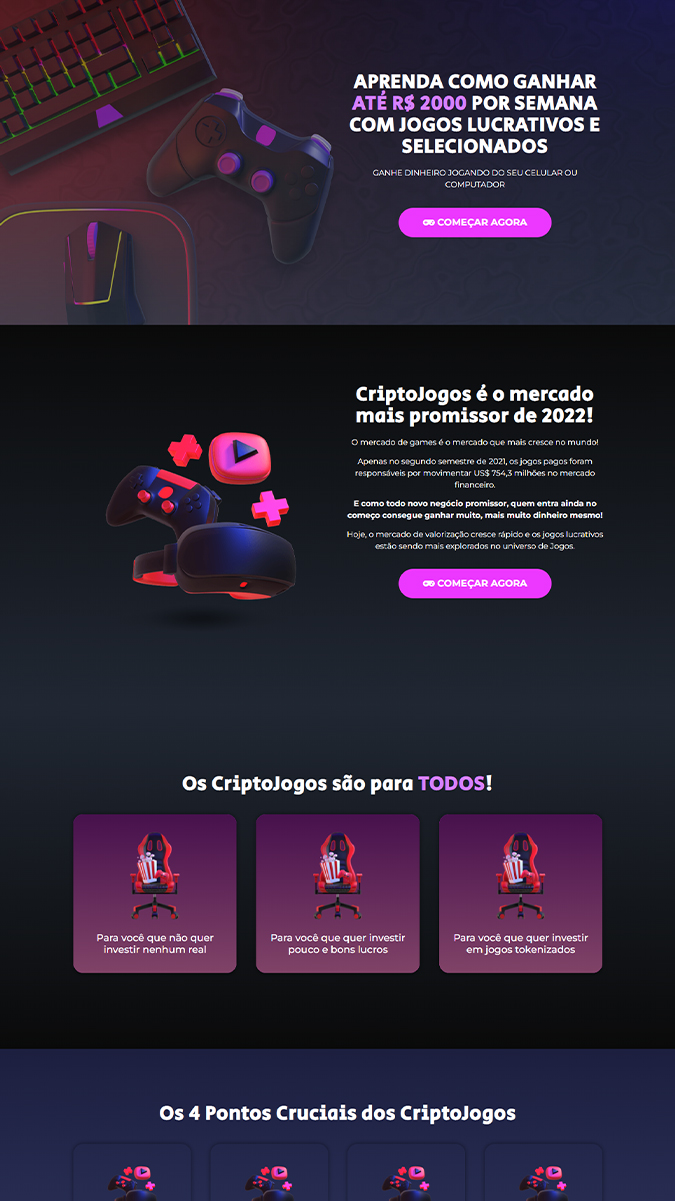 APRENDA COMO GANHAR
ATÉ R$ 2000 POR SEMANA
COM JOGOS LUCRATIVOS E
SELECIONADOS
GANHE DINHEIRO JOGANDO DO SEU CELULAR OU
COMPUTADOR
COMEÇAR AGORA
CriptoJogos é o mercado
mais promissor de 2022!
O mercado de games é o mercado que mais cresce no mundo!
Apenas no segundo semestre de 2021, os jogos pagos foram
responsáveis por movimentar US$ 754,3 milhões no mercado
financeiro.
E como todo novo negócio promissor, quem entra ainda no
começo consegue ganhar muito, mais muito dinheiro mesmo!
Hoje, o mercado de valorização cresce rápido e os jogos lucrativos
estão sendo mais explorados no universo de Jogos.
COMEÇAR AGORA
Os CriptoJogos são para TODOS!
Para você que não quer
investir nenhum real
Para você que quer investir
pouco e bons lucros
Para você que quer investir
em jogos tokenizados
Os 4 Pontos Cruciais dos CriptoJogos